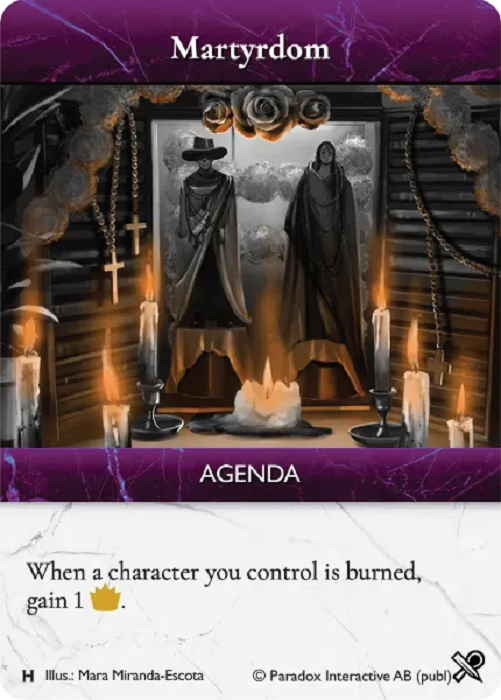 Martyrdom
AGENDA
When a character you control is burned,
gain 1 .
H Illus.: Mara Miranda-Escota © Paradox Interactive AB (publ)